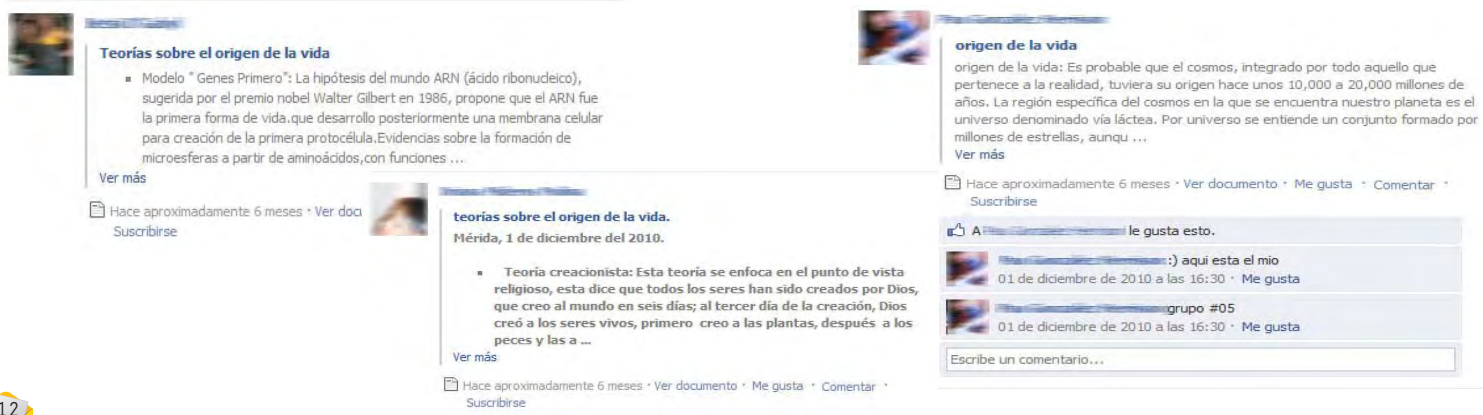 Teorías sobre el origen de la vida
Modelo " Genes Primero": La hipótesis del mundo ARN (ácido ribonucleico),
sugerida por el premio nobel Walter Gilbert en 1986, propone que el ARN fue
la primera forma de vida.que desarrollo posteriormente una membrana celular
para creación de la primera protocélula.Evidencias sobre la formación de
microesferas a partir de aminoácidos,con funciones ...
Ver más
Hace aproximadamente 6 meses · Ver docu
Suscribirse
teorías sobre el origen de la vida.
Mérida, 1 de diciembre del 2010.
Teoría creacionista: Esta teoría se enfoca en el punto de vista
religioso, esta dice que todos los seres han sido creados por Dios,
que creo al mundo en seis días; al tercer día de la creación, Dios
creó a los seres vivos, primero creo a las plantas, después a los
peces y las a ...
Ver más
Hace aproximadamente 6 meses · Ver documento · Me gusta · Comentar ·
Suscribirse
origen de la vida
origen de la vida: Es probable que el cosmos, integrado por todo aquello que
pertenece a la realidad, tuviera su origen hace unos 10,000 a 20,000 millones de
años. La región específica del cosmos en la que se encuentra nuestro planeta es el
universo denominado vía láctea. Por universo se entiende un conjunto formado por
millones de estrellas, aunqu ...
Ver más
Hace aproximadamente 6 meses · Ver documento · Me gusta · Comentar ·
Suscribirse
A le gusta esto.
:) aqui esta el mio
01 de diciembre de 2010 a las 16:30 · Me gusta
grupo #05
01 de diciembre de 2010 a las 16:30 · Me gusta
Escribe un comentario...
12